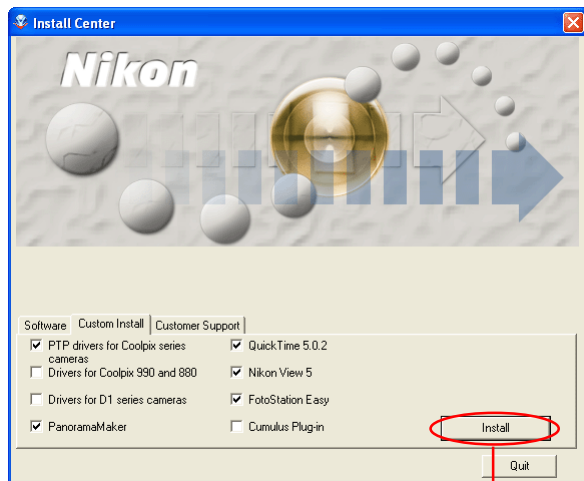 Install Center
Nikon
Software
Custom Install
Customer Support
PTP drivers for Coolpix series
cameras
Drivers for Coolpix 990 and 880
Drivers for D1 series cameras
PanoramaMaker
QuickTime 5.0.2
Nikon View 5
FotoStation Easy
Cumulus Plug-in
Install
Quit